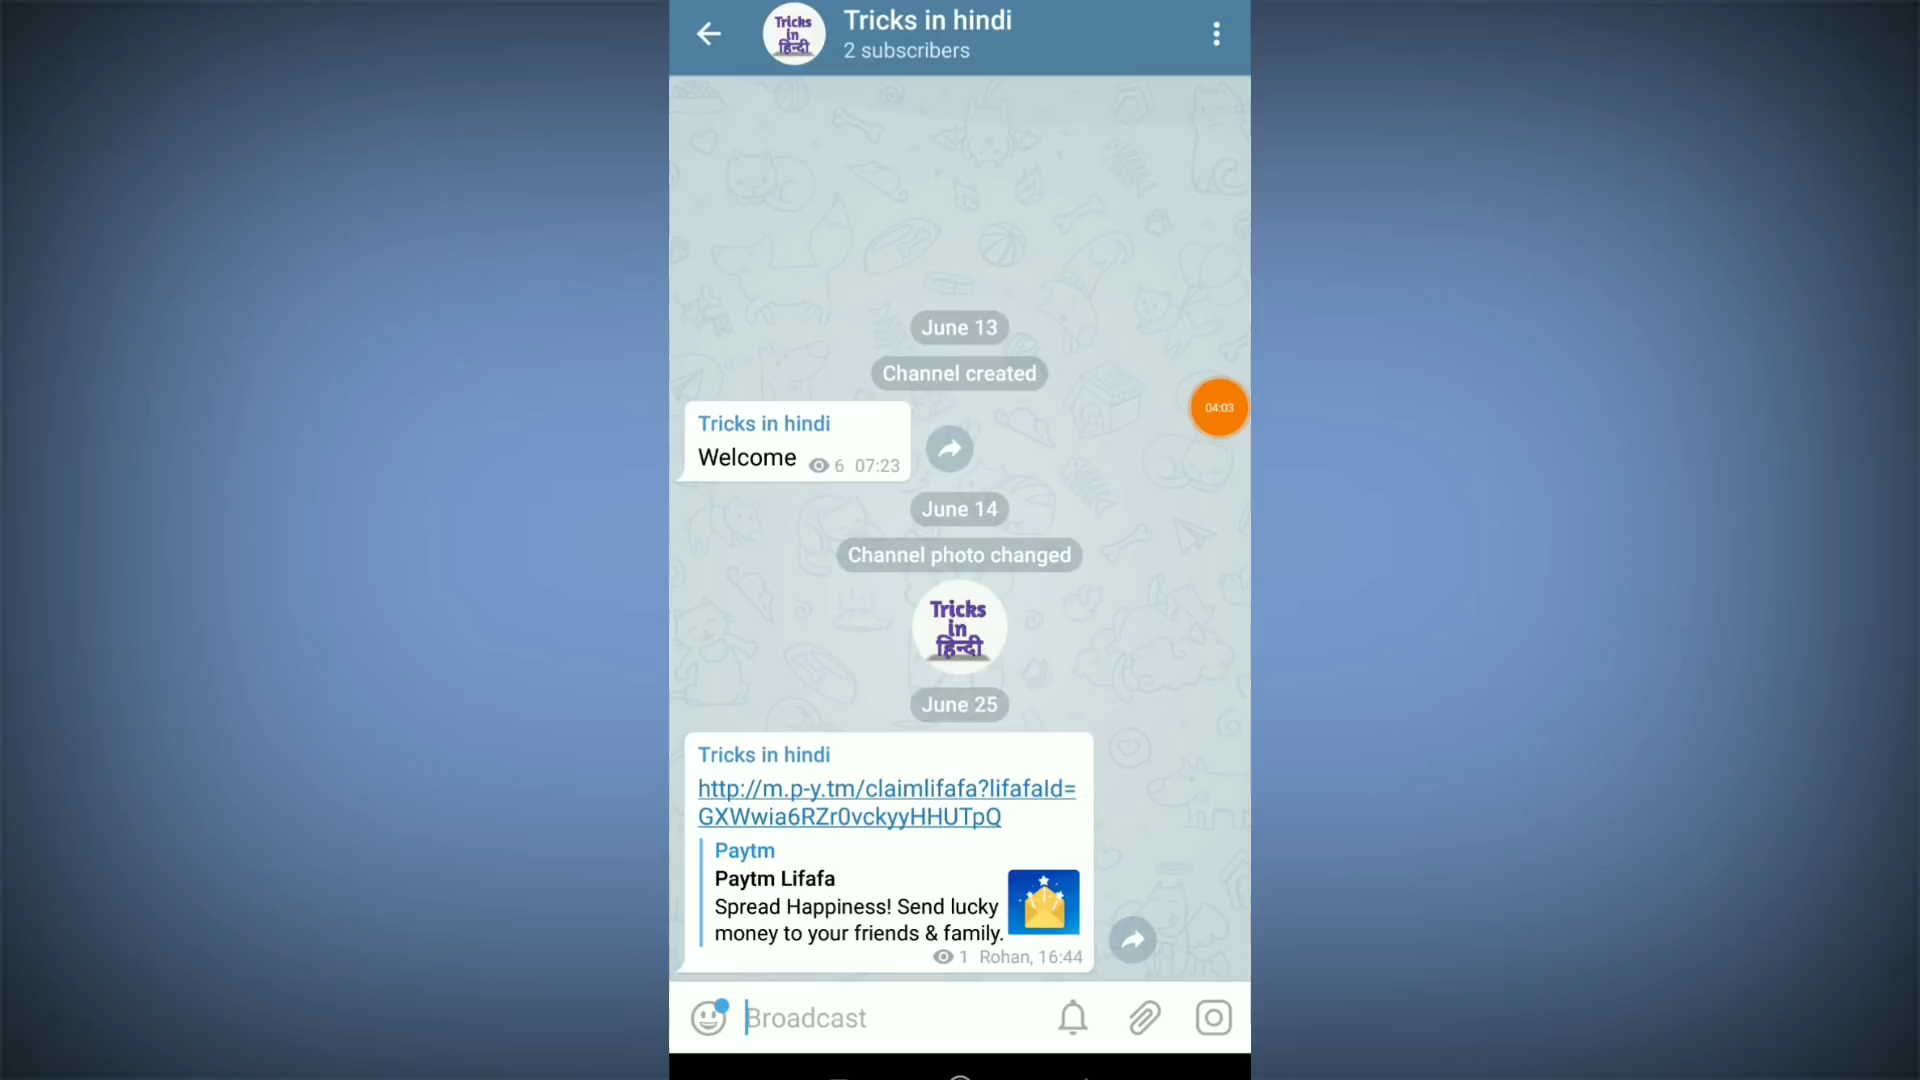 Tricks
in
हिन्दी
Tricks in hindi
2 subscribers
June 13
Channel created
04:03
Tricks in hindi
Welcome 6 07:23
June 14
Channel photo changed
Tricks
in
हिन्दी
June 25
Tricks in hindi
http://m.p-y.tm/claimlifafa?lifafaId=
GXWwia6RZr0vckyyHHUTpQ
Paytm
Paytm Lifafa
Spread Happiness! Send lucky
money to your friends & family.
1 Rohan, 16:44
Broadcast